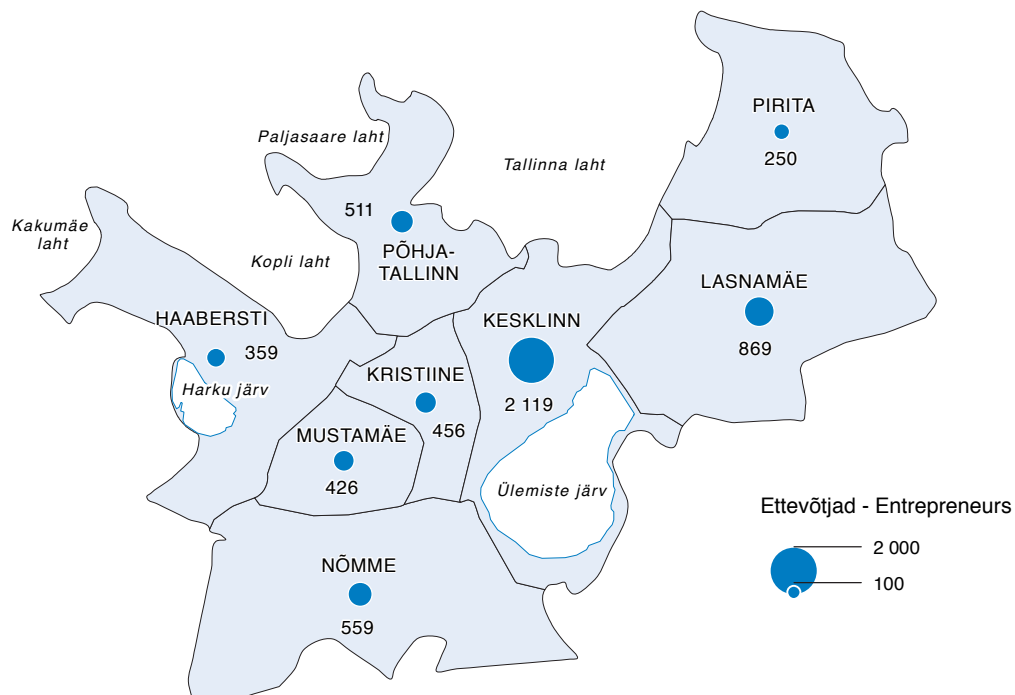 PIRITA
250
Paljasaare laht
Tallinna laht
511
PÕHJA-
TALLINN
Kakumäe
laht
Kopli laht
LASNAMÄE
869
HAABERSTI
359
KESKLINN
2 119
Harku järv
KRISTIINE
456
MUSTAMÄE
426
Ülemiste järv
NÕMME
559
Ettevõtjad - Entrepreneurs
2 000
100